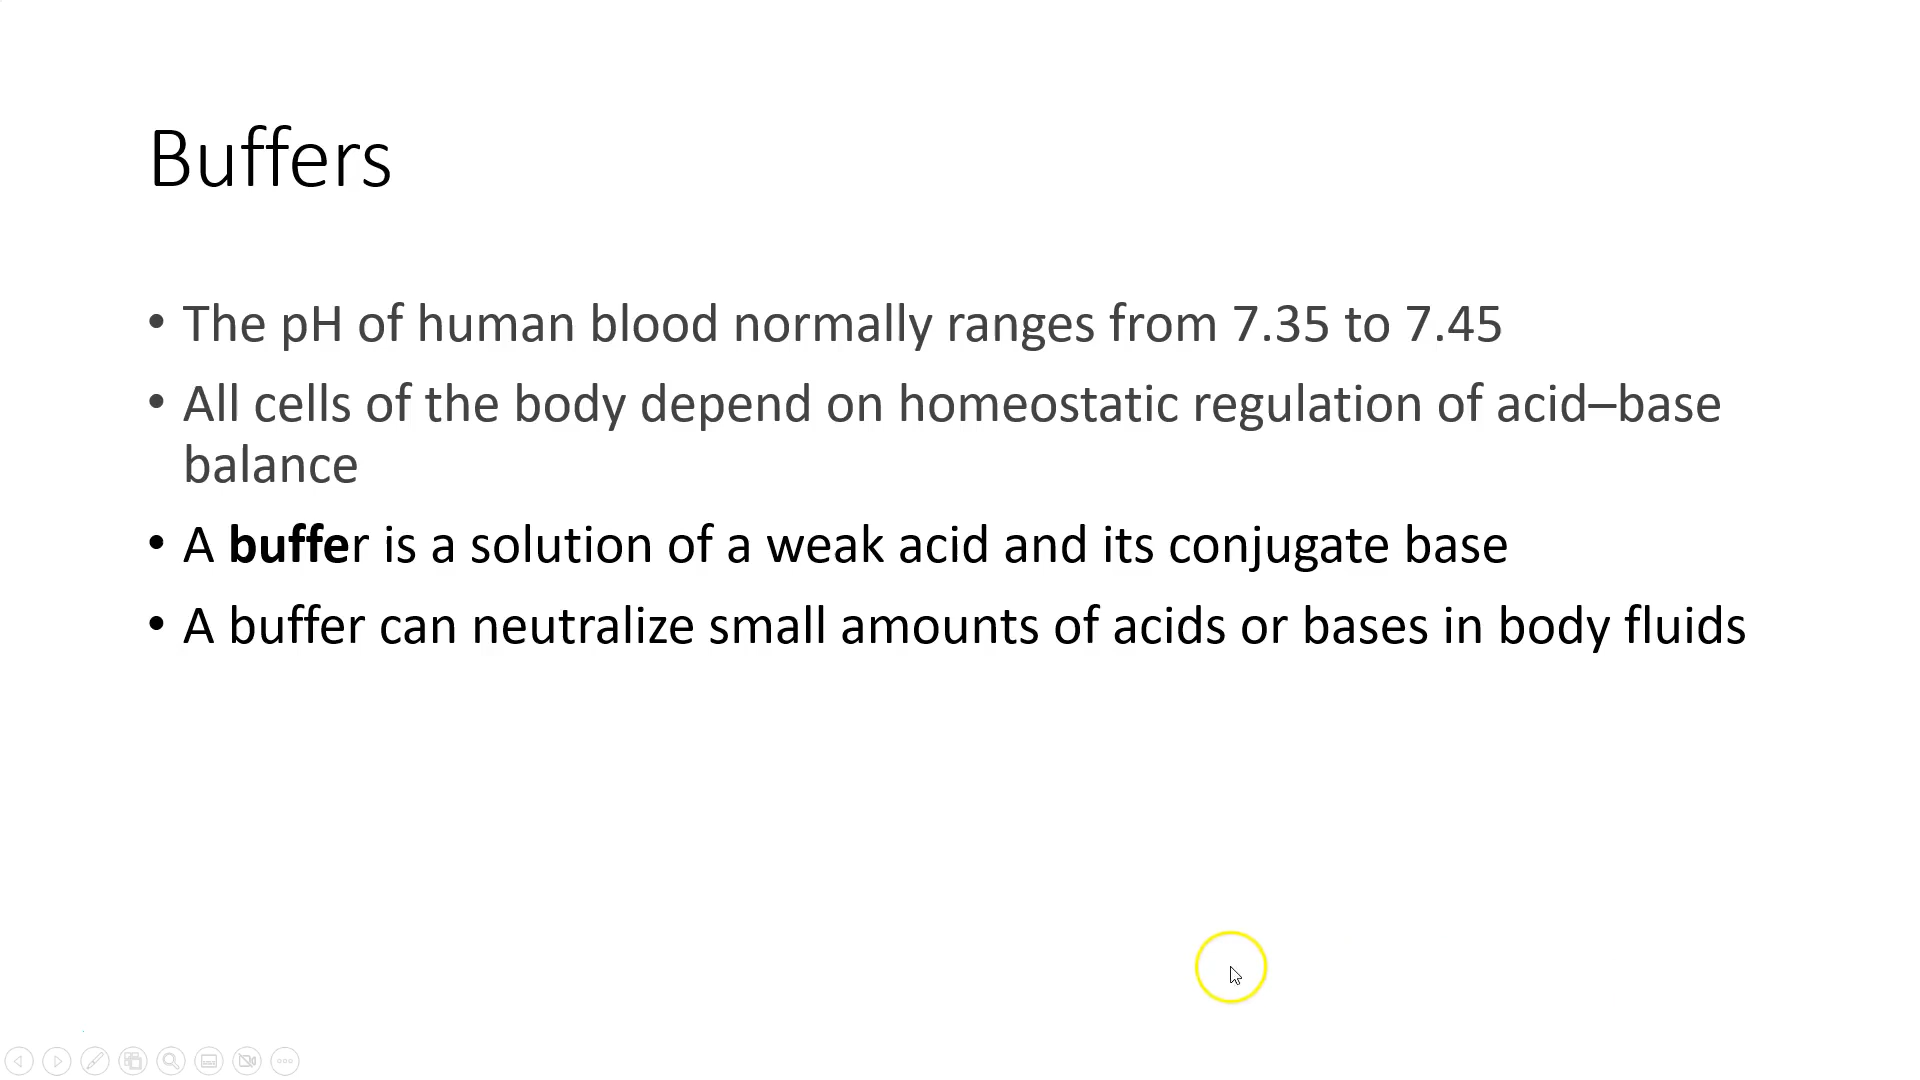 Buffers
• The pH of human blood normally ranges from 7.35 to 7.45
• All cells of the body depend on homeostatic regulation of acid–base
balance
• A buffer is a solution of a weak acid and its conjugate base
• A buffer can neutralize small amounts of acids or bases in body fluids